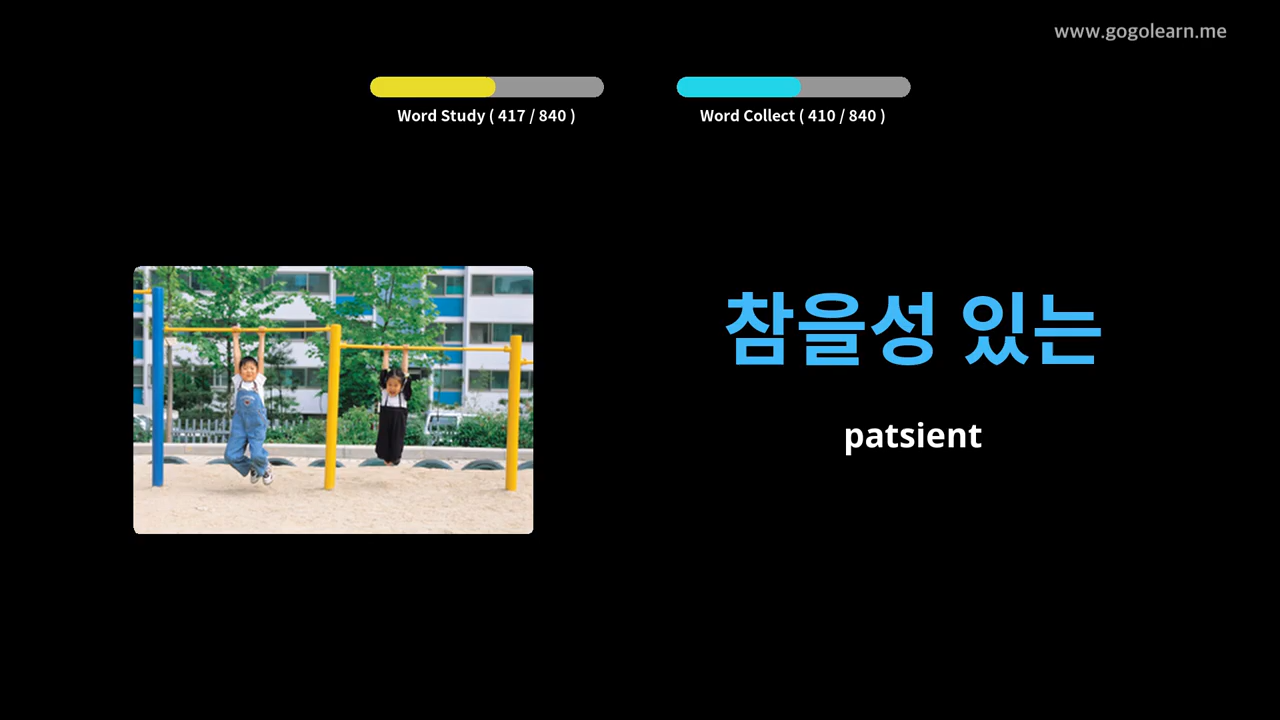 www.gogolearn.me
Word Study ( 417 / 840 )
Word Collect ( 410 / 840 )
참을성 있는
patsient